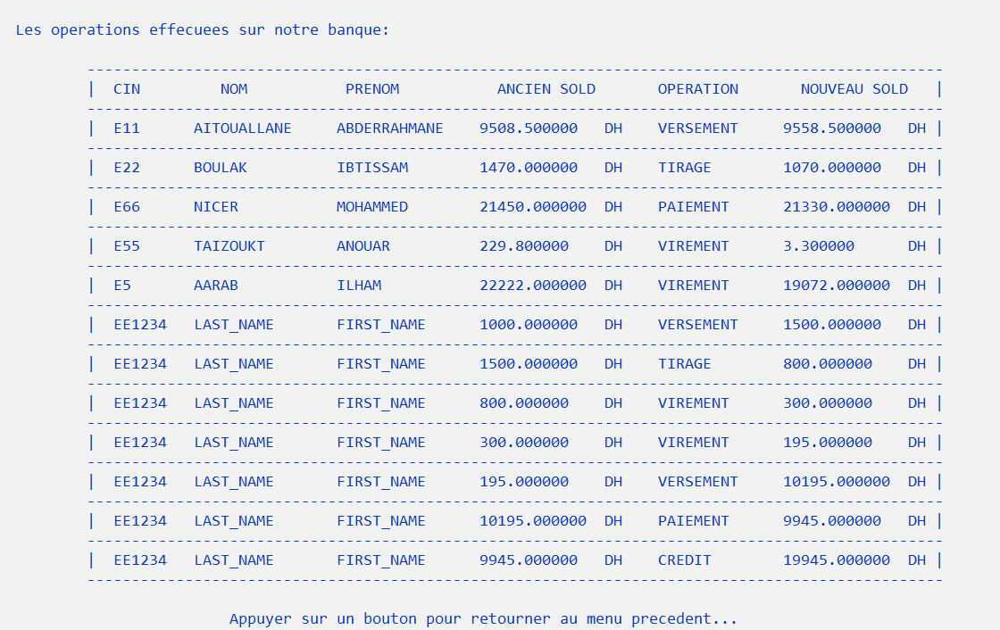 Les operations effecuees sur notre banque:
| CIN NOM PRENOM ANCIEN SOLD OPERATION NOUVEAU SOLD |
| E11 AITOUALLANE ABDERRAHMANE 9508.500000 DH VERSEMENT 9558.500000 DH |
| E22 BOULAK IBTISSAM 1470.000000 DH TIRAGE 1070.000000 DH |
| E66 NICER MOHAMMED 21450.000000 DH PAIEMENT 21330.000000 DH |
| E55 TAIZOUKT ANOUAR 229.800000 DH VIREMENT 3.300000 DH |
| E5 AARAB ILHAM 22222.000000 DH VIREMENT 19072.000000 DH |
| EE1234 LAST_NAME FIRST_NAME 1000.000000 DH VERSEMENT 1500.000000 DH |
| EE1234 LAST_NAME FIRST_NAME 1500.000000 DH TIRAGE 800.000000 DH |
| EE1234 LAST_NAME FIRST_NAME 800.000000 DH VIREMENT 300.000000 DH |
| EE1234 LAST_NAME FIRST_NAME 300.000000 DH VIREMENT 195.000000 DH |
| EE1234 LAST_NAME FIRST_NAME 195.000000 DH VERSEMENT 10195.000000 DH |
| EE1234 LAST_NAME FIRST_NAME 10195.000000 DH PAIEMENT 9945.000000 DH |
| EE1234 LAST_NAME FIRST_NAME 9945.000000 DH CREDIT 19945.000000 DH |
Appuyer sur un bouton pour retourner au menu precedent...